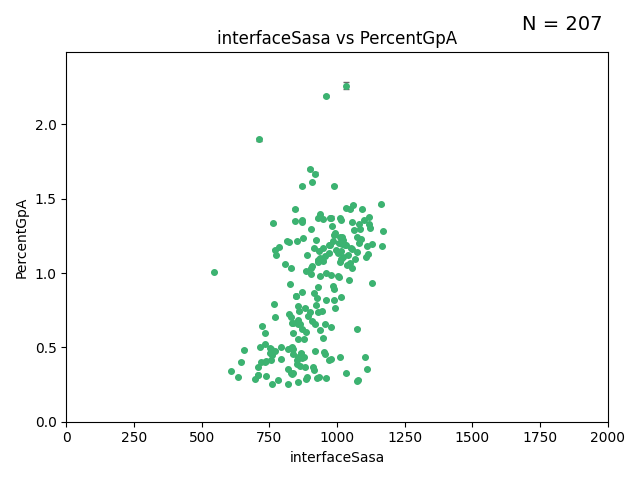 N = 207
interfaceSasa vs PercentGpA
PercentGpA
2.0
1.5
1.0
0.5
0.0
0 250 500 750 1000 1250 1500 1750 2000
interfaceSasa